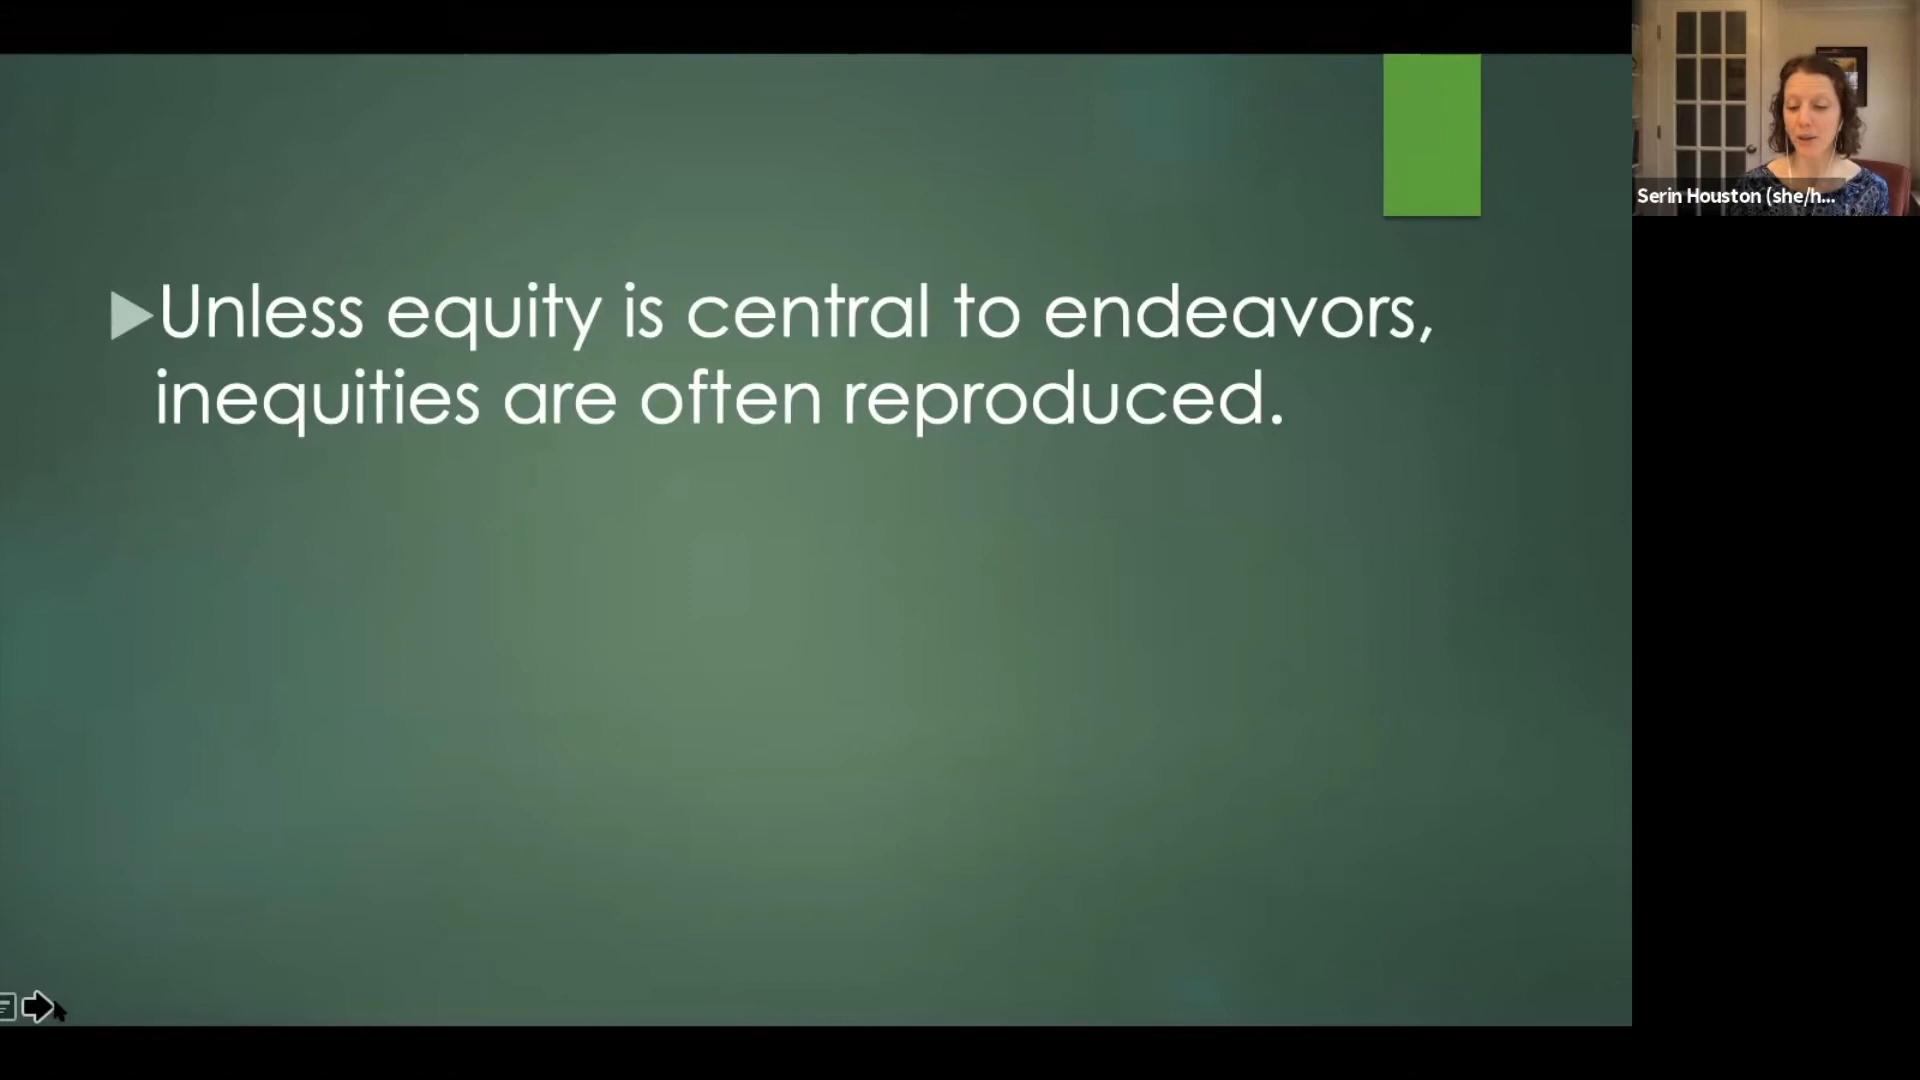 Unless equity is central to endeavors,
inequities are often reproduced.
Serin Houston (she/h...